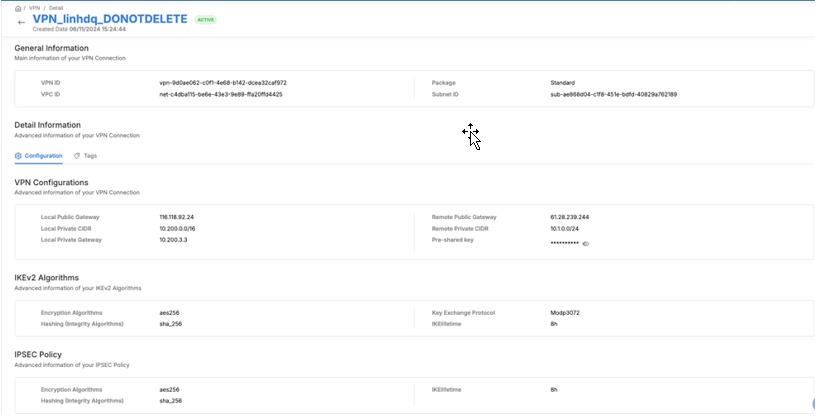 / VPN / Detail
← VPN_linhdq_DONOTDELETE ACTIVE
Created Date 06/11/2024 15:24:44
General Information
Main information of your VPN Connection
VPN ID vpn-9d0ae062-c0f1-4e68-b142-dcea32caf972 Package Standard
VPC ID net-c4dba115-be6e-43e3-9e89-ffa20ffd4425 Subnet ID sub-ae868d04-c1f8-451e-bdfd-40829a762189
Detail Information
Advanced information of your VPN Connection
Configuration Tags
VPN Configurations
Advanced information of your VPN Connection
Local Public Gateway 116.118.92.24 Remote Public Gateway 61.28.239.244
Local Private CIDR 10.200.0.0/16 Remote Private CIDR 10.1.0.0/24
Local Private Gateway 10.200.3.3 Pre-shared key **********
IKEv2 Algorithms
Advanced information of your IKEv2 Algorithms
Encryption Algorithms aes256 Key Exchange Protocol Modp3072
Hashing (Integrity Algorithms) sha_256 IKElifetime 8h
IPSEC Policy
Advanced information of your IPSEC Policy
Encryption Algorithms aes256 IKElifetime 8h
Hashing (Integrity Algorithms) sha_256